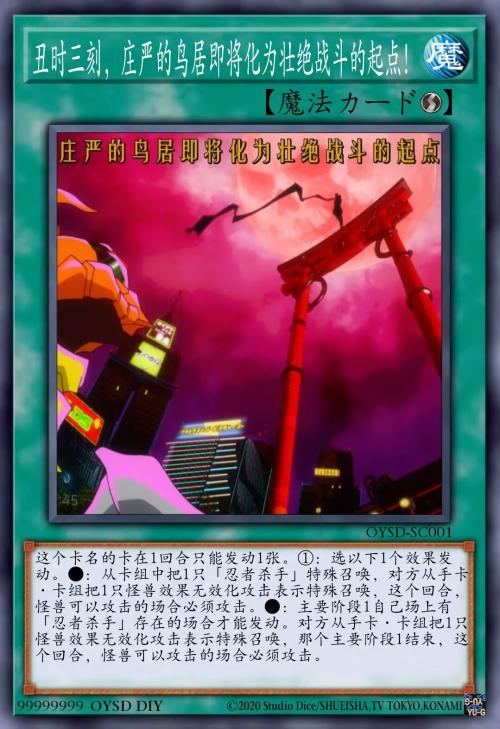 丑时三刻，庄严的鸟居即将化为壮绝战斗的起点！
魔
【魔法カード】
庄严的鸟居即将化为壮绝战斗的起点
:45
OYSD-SC001
这个卡名的卡在1回合只能发动1张。①：选以下1个效果发
动。●：从卡组中把1只「忍者杀手」特殊召唤，对方从手卡
·卡组把1只怪兽效果无效化攻击表示特殊召唤，这个回合，
怪兽可以攻击的场合必须攻击。●：主要阶段1自己场上有
「忍者杀手」存在的场合才能发动。对方从手卡·卡组把1只
怪兽效果无效化攻击表示特殊召唤，那个主要阶段1结束，这
个回合，怪兽可以攻击的场合必须攻击。
99999999 OYSD DIY
©2020 Studio Dice/SHUEISHA,TV TOKYO,KONAMI